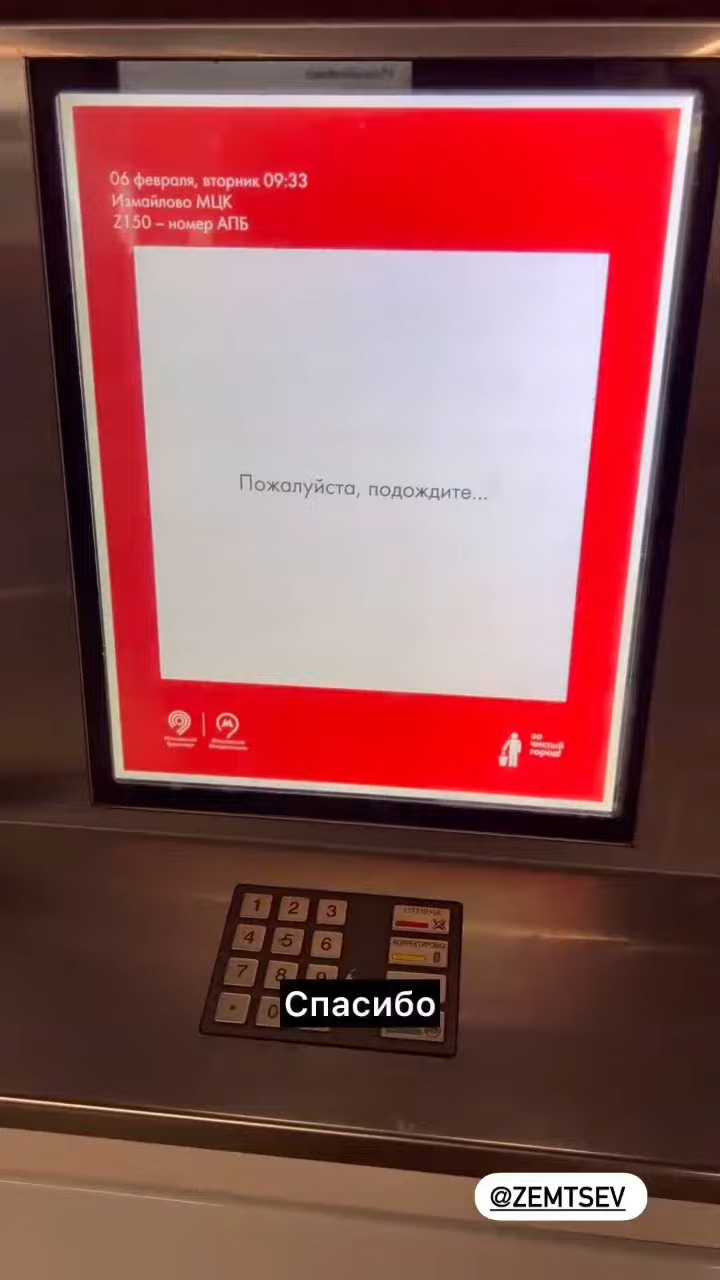 06 февраля, вторник 09:33
Измайлово МЦК
Z150 – номер АПБ
Пожалуйста, подождите...
за
чистый
город!
1 2 3
ОТМЕНА
4 5 6
КОРРЕКТИРОВКА
7 8 9
* 0
Спасибо
@ZEMTSEV